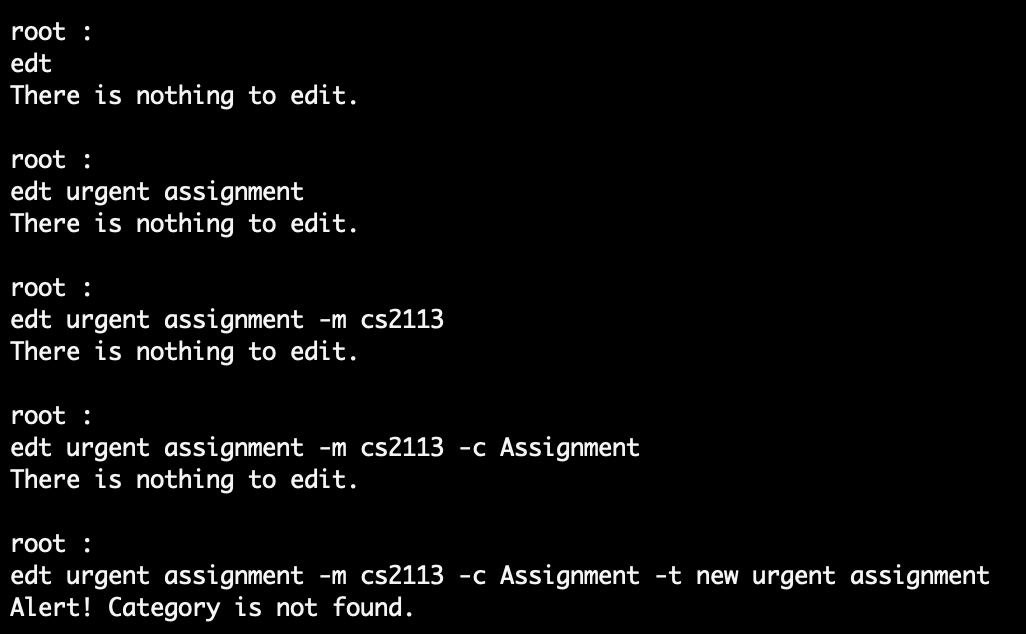 root :
edt
There is nothing to edit.
root :
edt urgent assignment
There is nothing to edit.
root :
edt urgent assignment -m cs2113
There is nothing to edit.
root :
edt urgent assignment -m cs2113 -c Assignment
There is nothing to edit.
root :
edt urgent assignment -m cs2113 -c Assignment -t new urgent assignment
Alert! Category is not found.